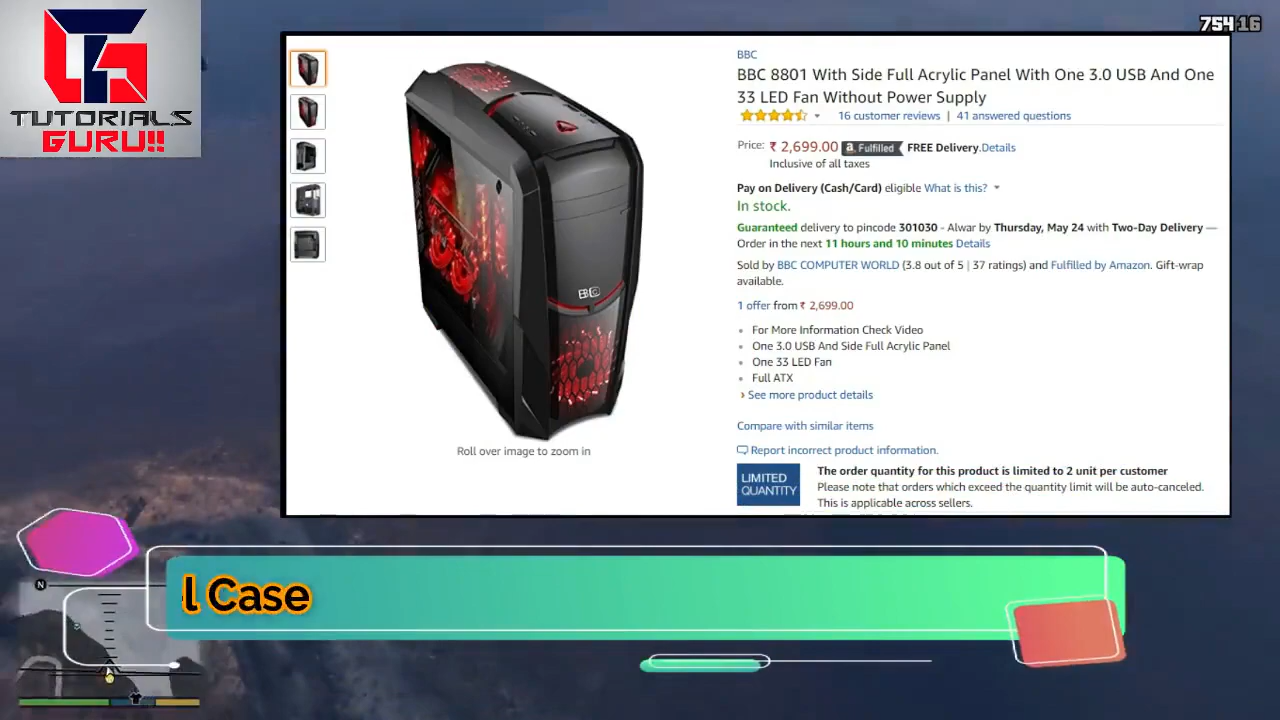 TUTORIALS
GURU!!
75416
BBC
BBC 8801 With Side Full Acrylic Panel With One 3.0 USB And One
33 LED Fan Without Power Supply
16 customer reviews | 41 answered questions
Price: ₹ 2,699.00 a Fulfilled FREE Delivery.Details
Inclusive of all taxes
Pay on Delivery (Cash/Card) eligible What is this?
In stock.
Guaranteed delivery to pincode 301030 - Alwar by Thursday, May 24 with Two-Day Delivery —
Order in the next 11 hours and 10 minutes Details
Sold by BBC COMPUTER WORLD (3.8 out of 5 | 37 ratings) and Fulfilled by Amazon. Gift-wrap
available.
1 offer from ₹ 2,699.00
For More Information Check Video
One 3.0 USB And Side Full Acrylic Panel
One 33 LED Fan
Full ATX
› See more product details
Compare with similar items
Report incorrect product information.
LIMITED
QUANTITY
The order quantity for this product is limited to 2 unit per customer
Please note that orders which exceed the quantity limit will be auto-canceled.
This is applicable across sellers.
BBC
Roll over image to zoom in
l Case
N